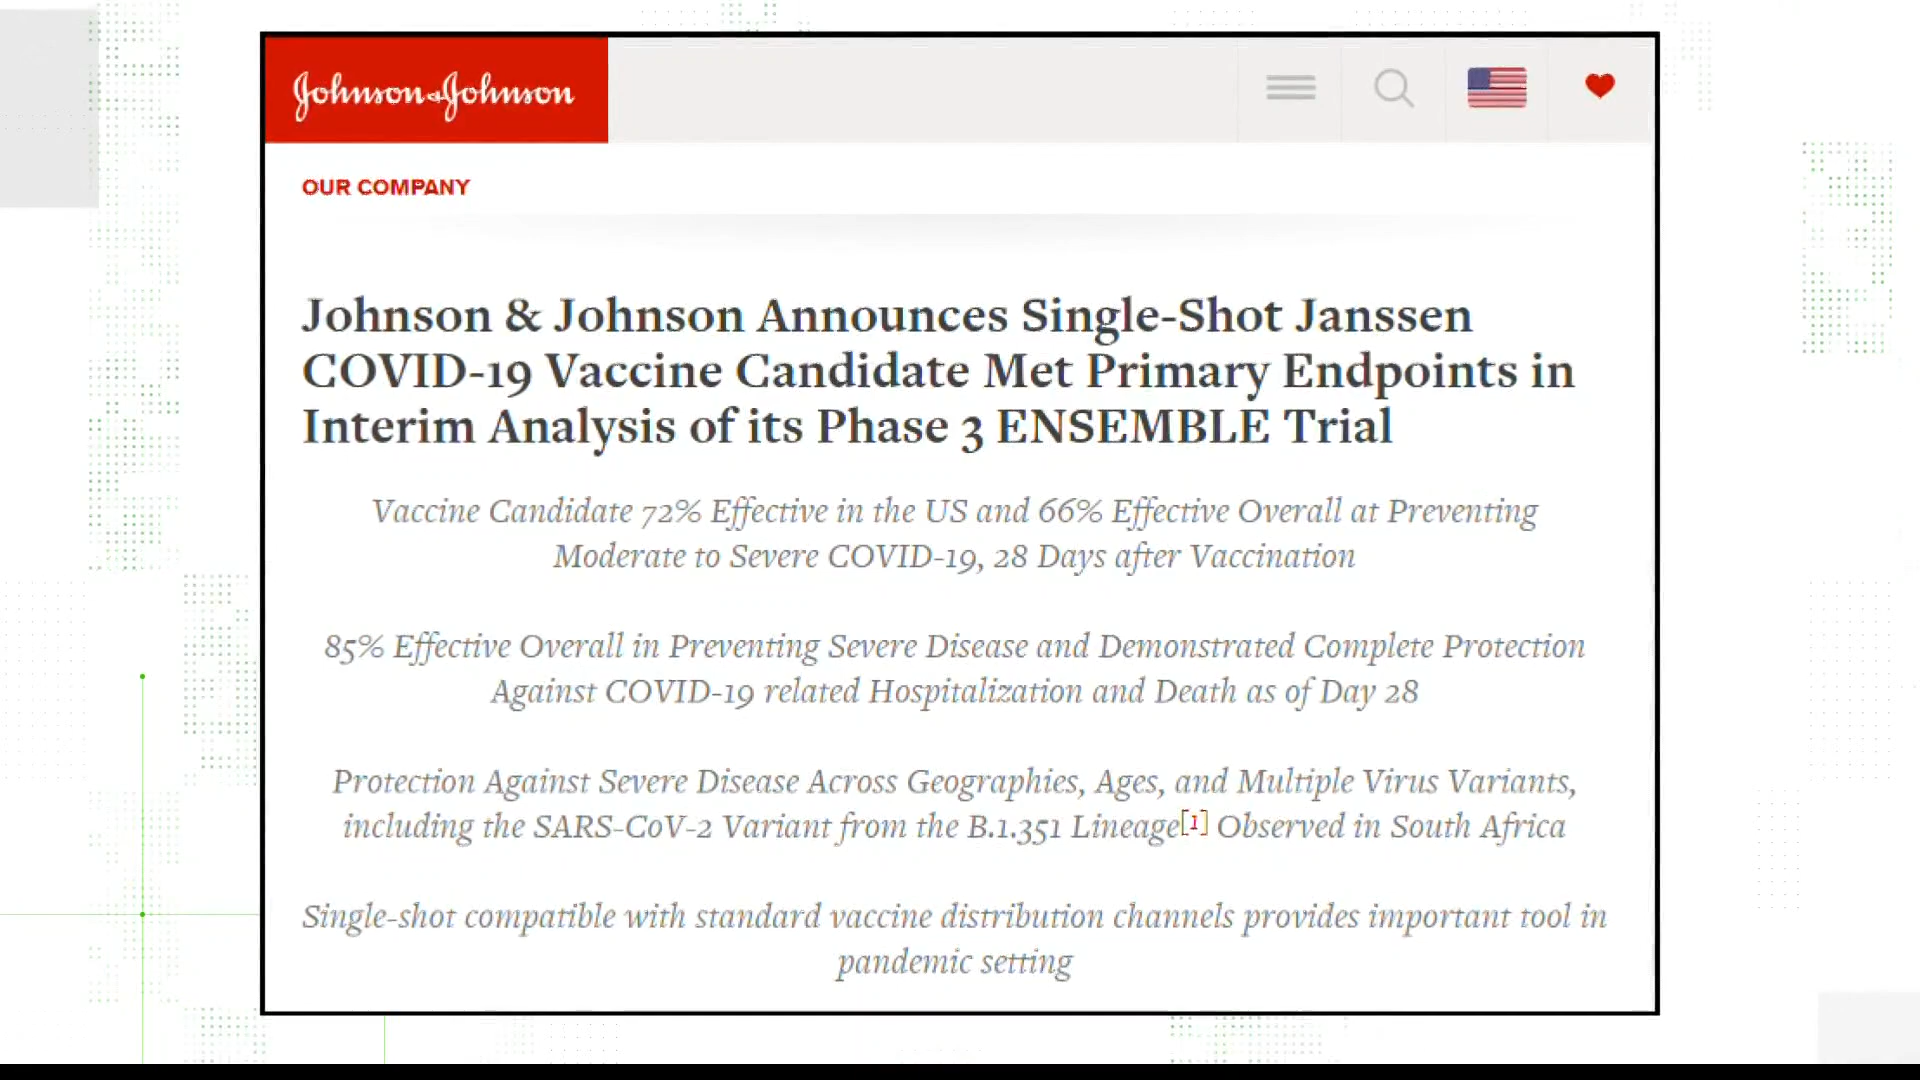 Johnson & Johnson
OUR COMPANY
Johnson & Johnson Announces Single-Shot Janssen
COVID-19 Vaccine Candidate Met Primary Endpoints in
Interim Analysis of its Phase 3 ENSEMBLE Trial
Vaccine Candidate 72% Effective in the US and 66% Effective Overall at Preventing
Moderate to Severe COVID-19, 28 Days after Vaccination
85% Effective Overall in Preventing Severe Disease and Demonstrated Complete Protection
Against COVID-19 related Hospitalization and Death as of Day 28
Protection Against Severe Disease Across Geographies, Ages, and Multiple Virus Variants,
including the SARS-CoV-2 Variant from the B.1.351 Lineage[1] Observed in South Africa
Single-shot compatible with standard vaccine distribution channels provides important tool in
pandemic setting